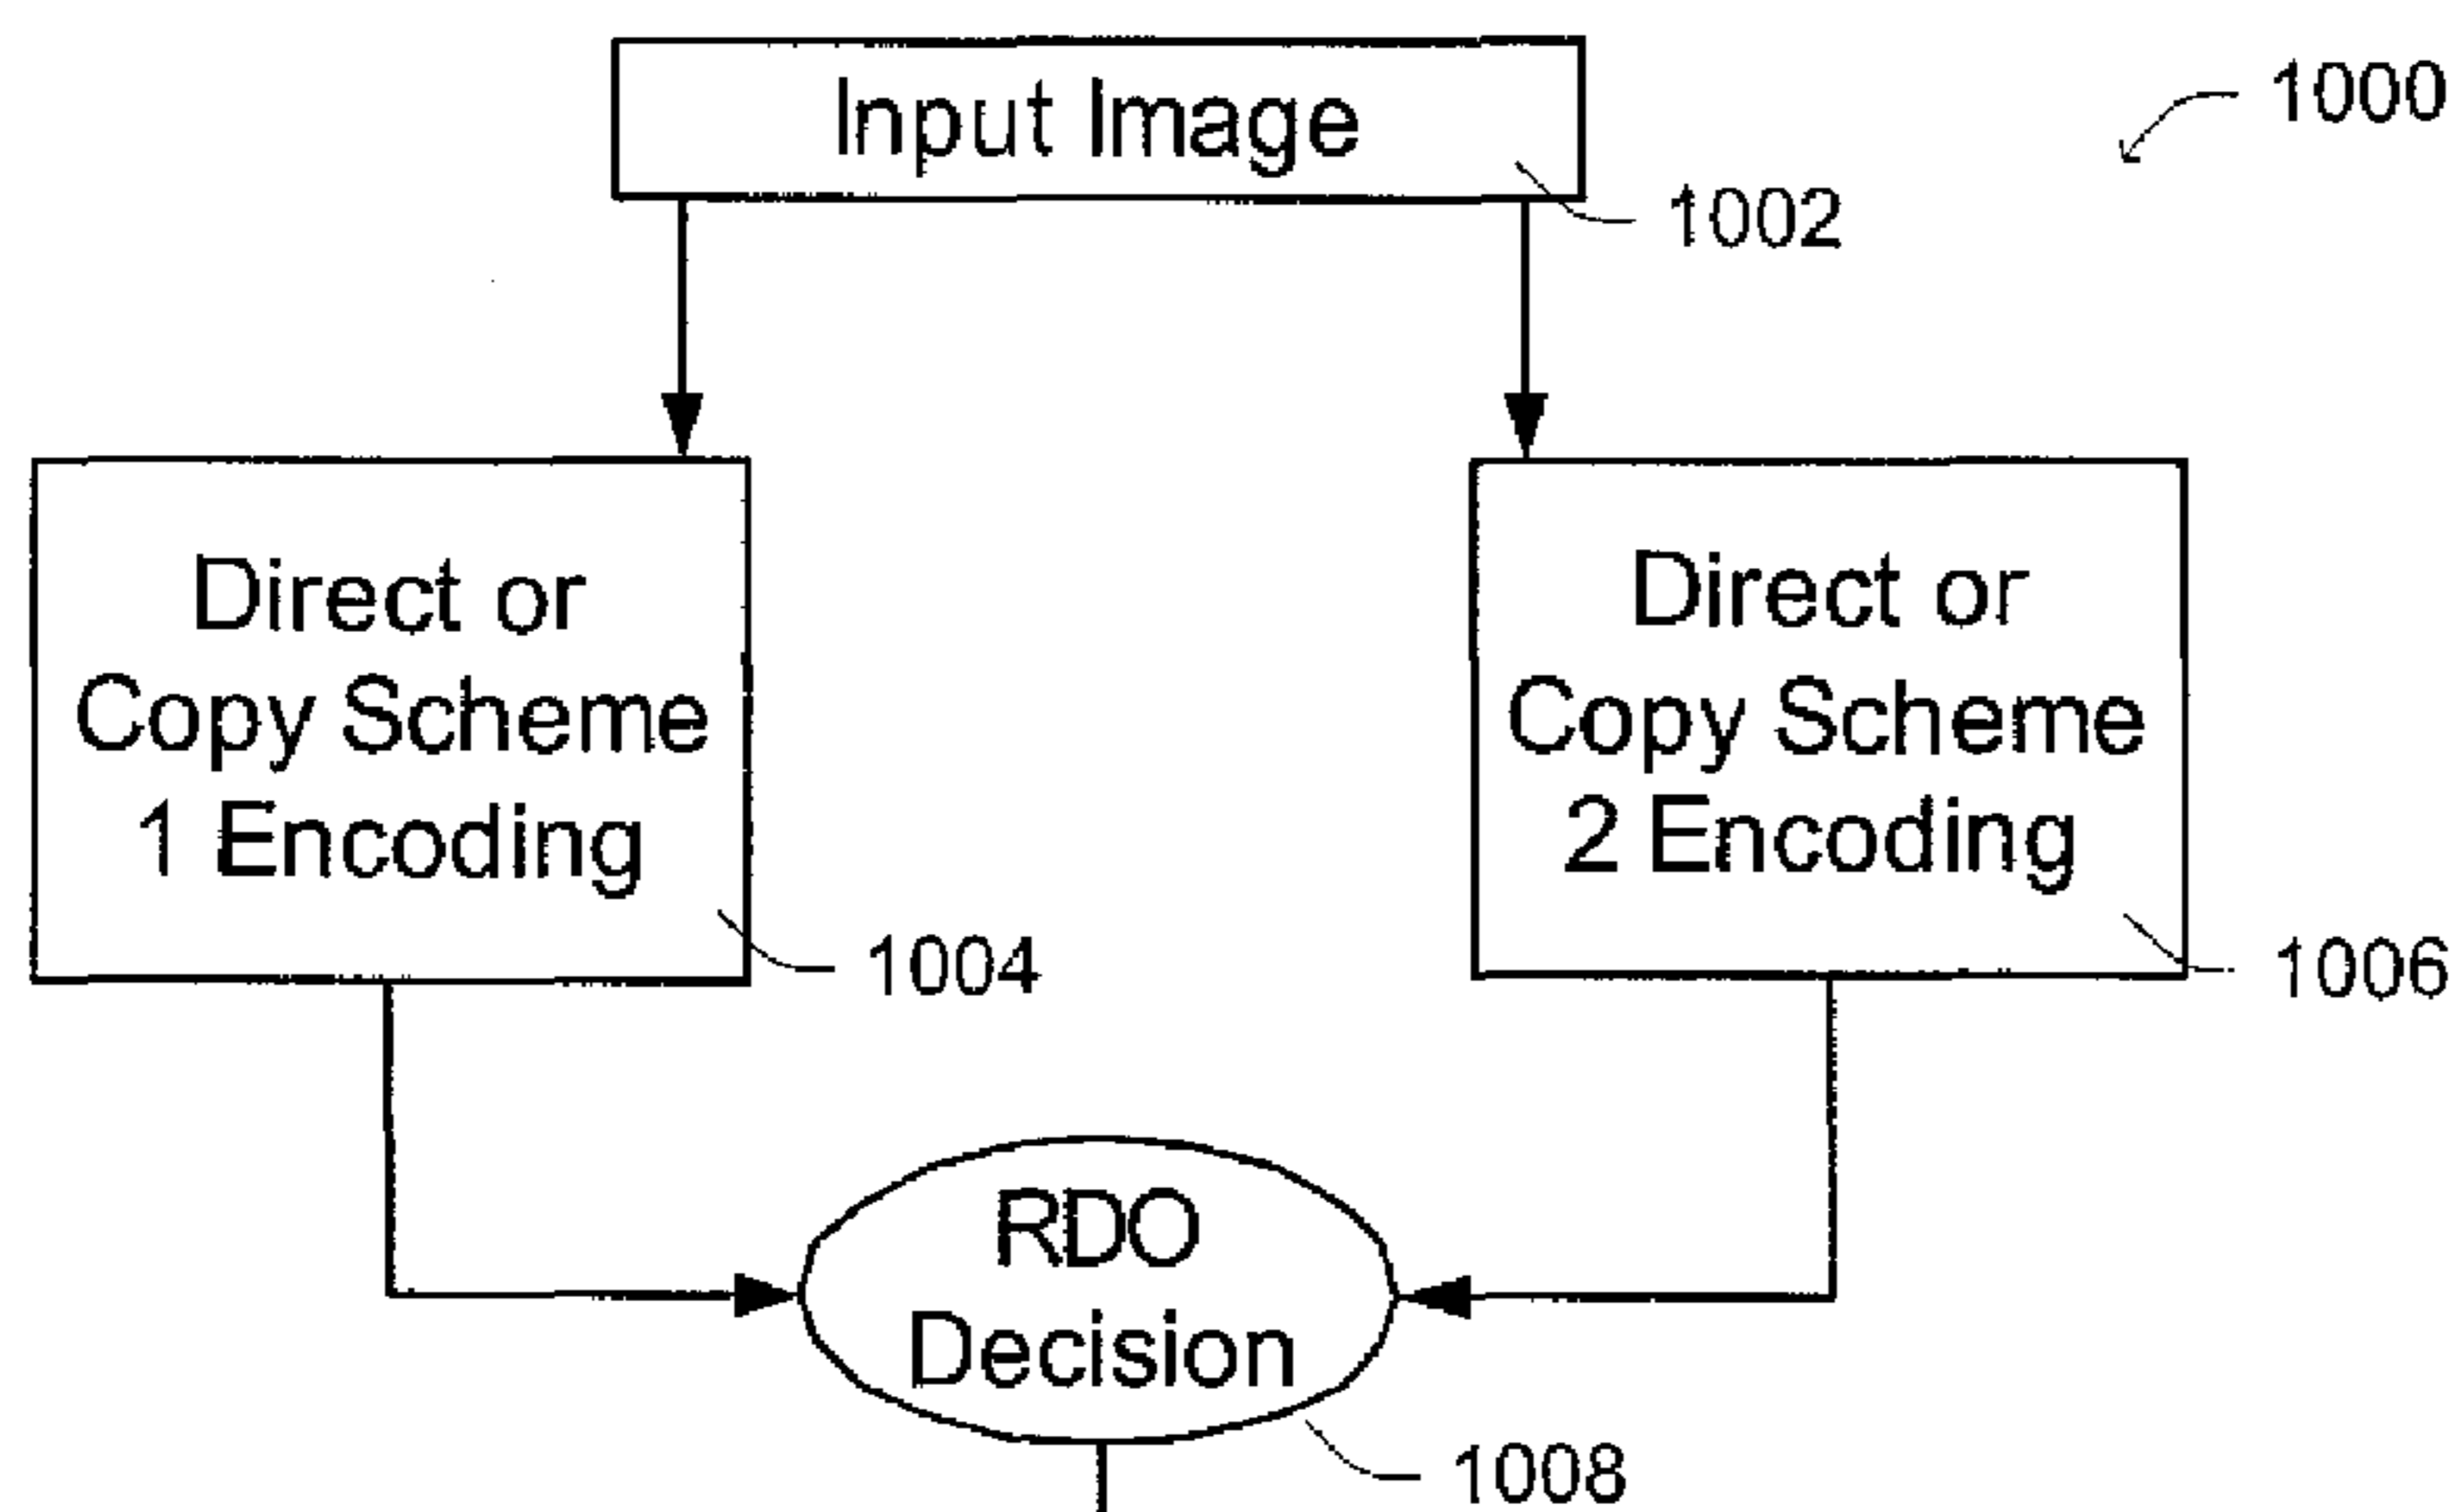 Input Image
1000
1002
Direct or
Copy Scheme
1 Encoding
1004
Direct or
Copy Scheme
2 Encoding
1006
RDO
Decision
1008